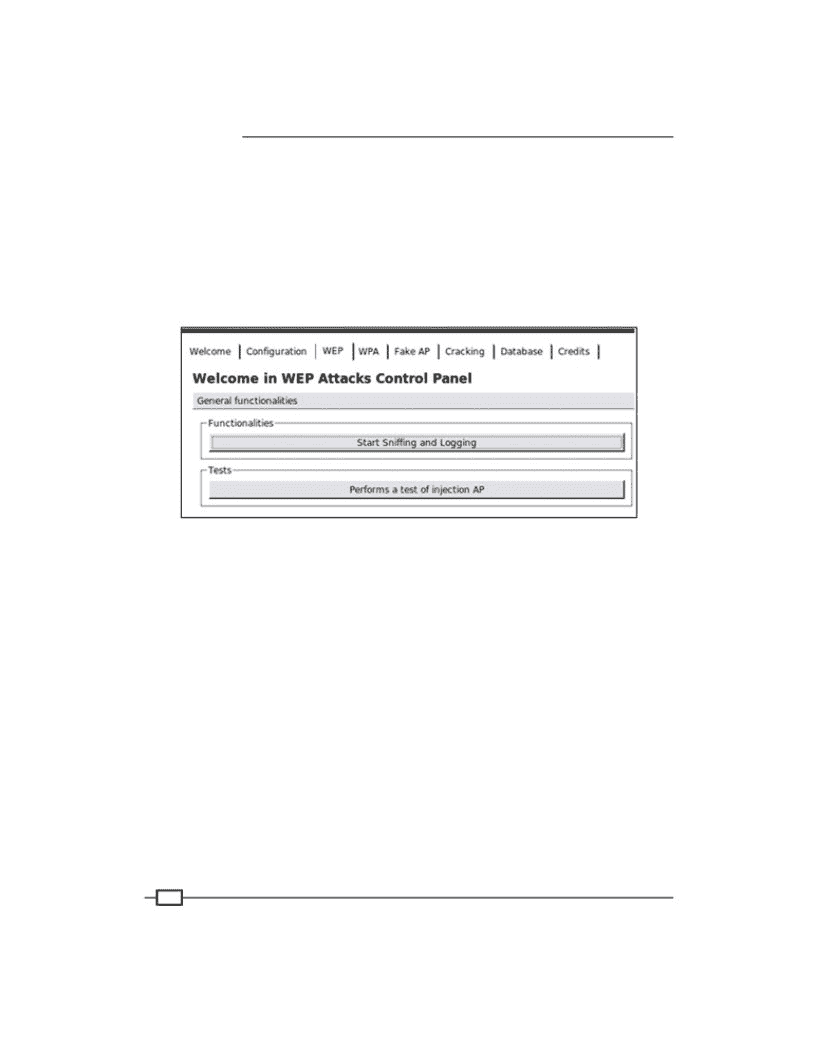 Welcome Configuration WEP WPA Fake AP Cracking Database Credits
Welcome in WEP Attacks Control Panel
General functionalities
Functionalities
Start Sniffing and Logging
Tests
Performs a test of injection AP